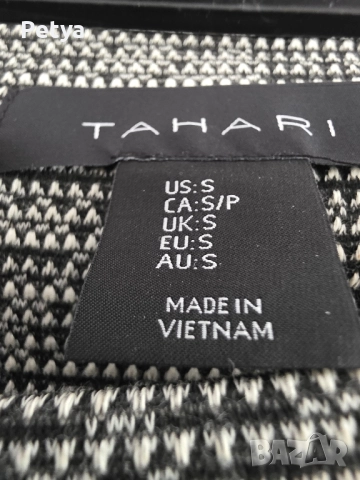 Petya
TAHARI
US:S
CA:S/P
UK:S
EU:S
AU:S
MADE IN
VIETNAM
BAZAR